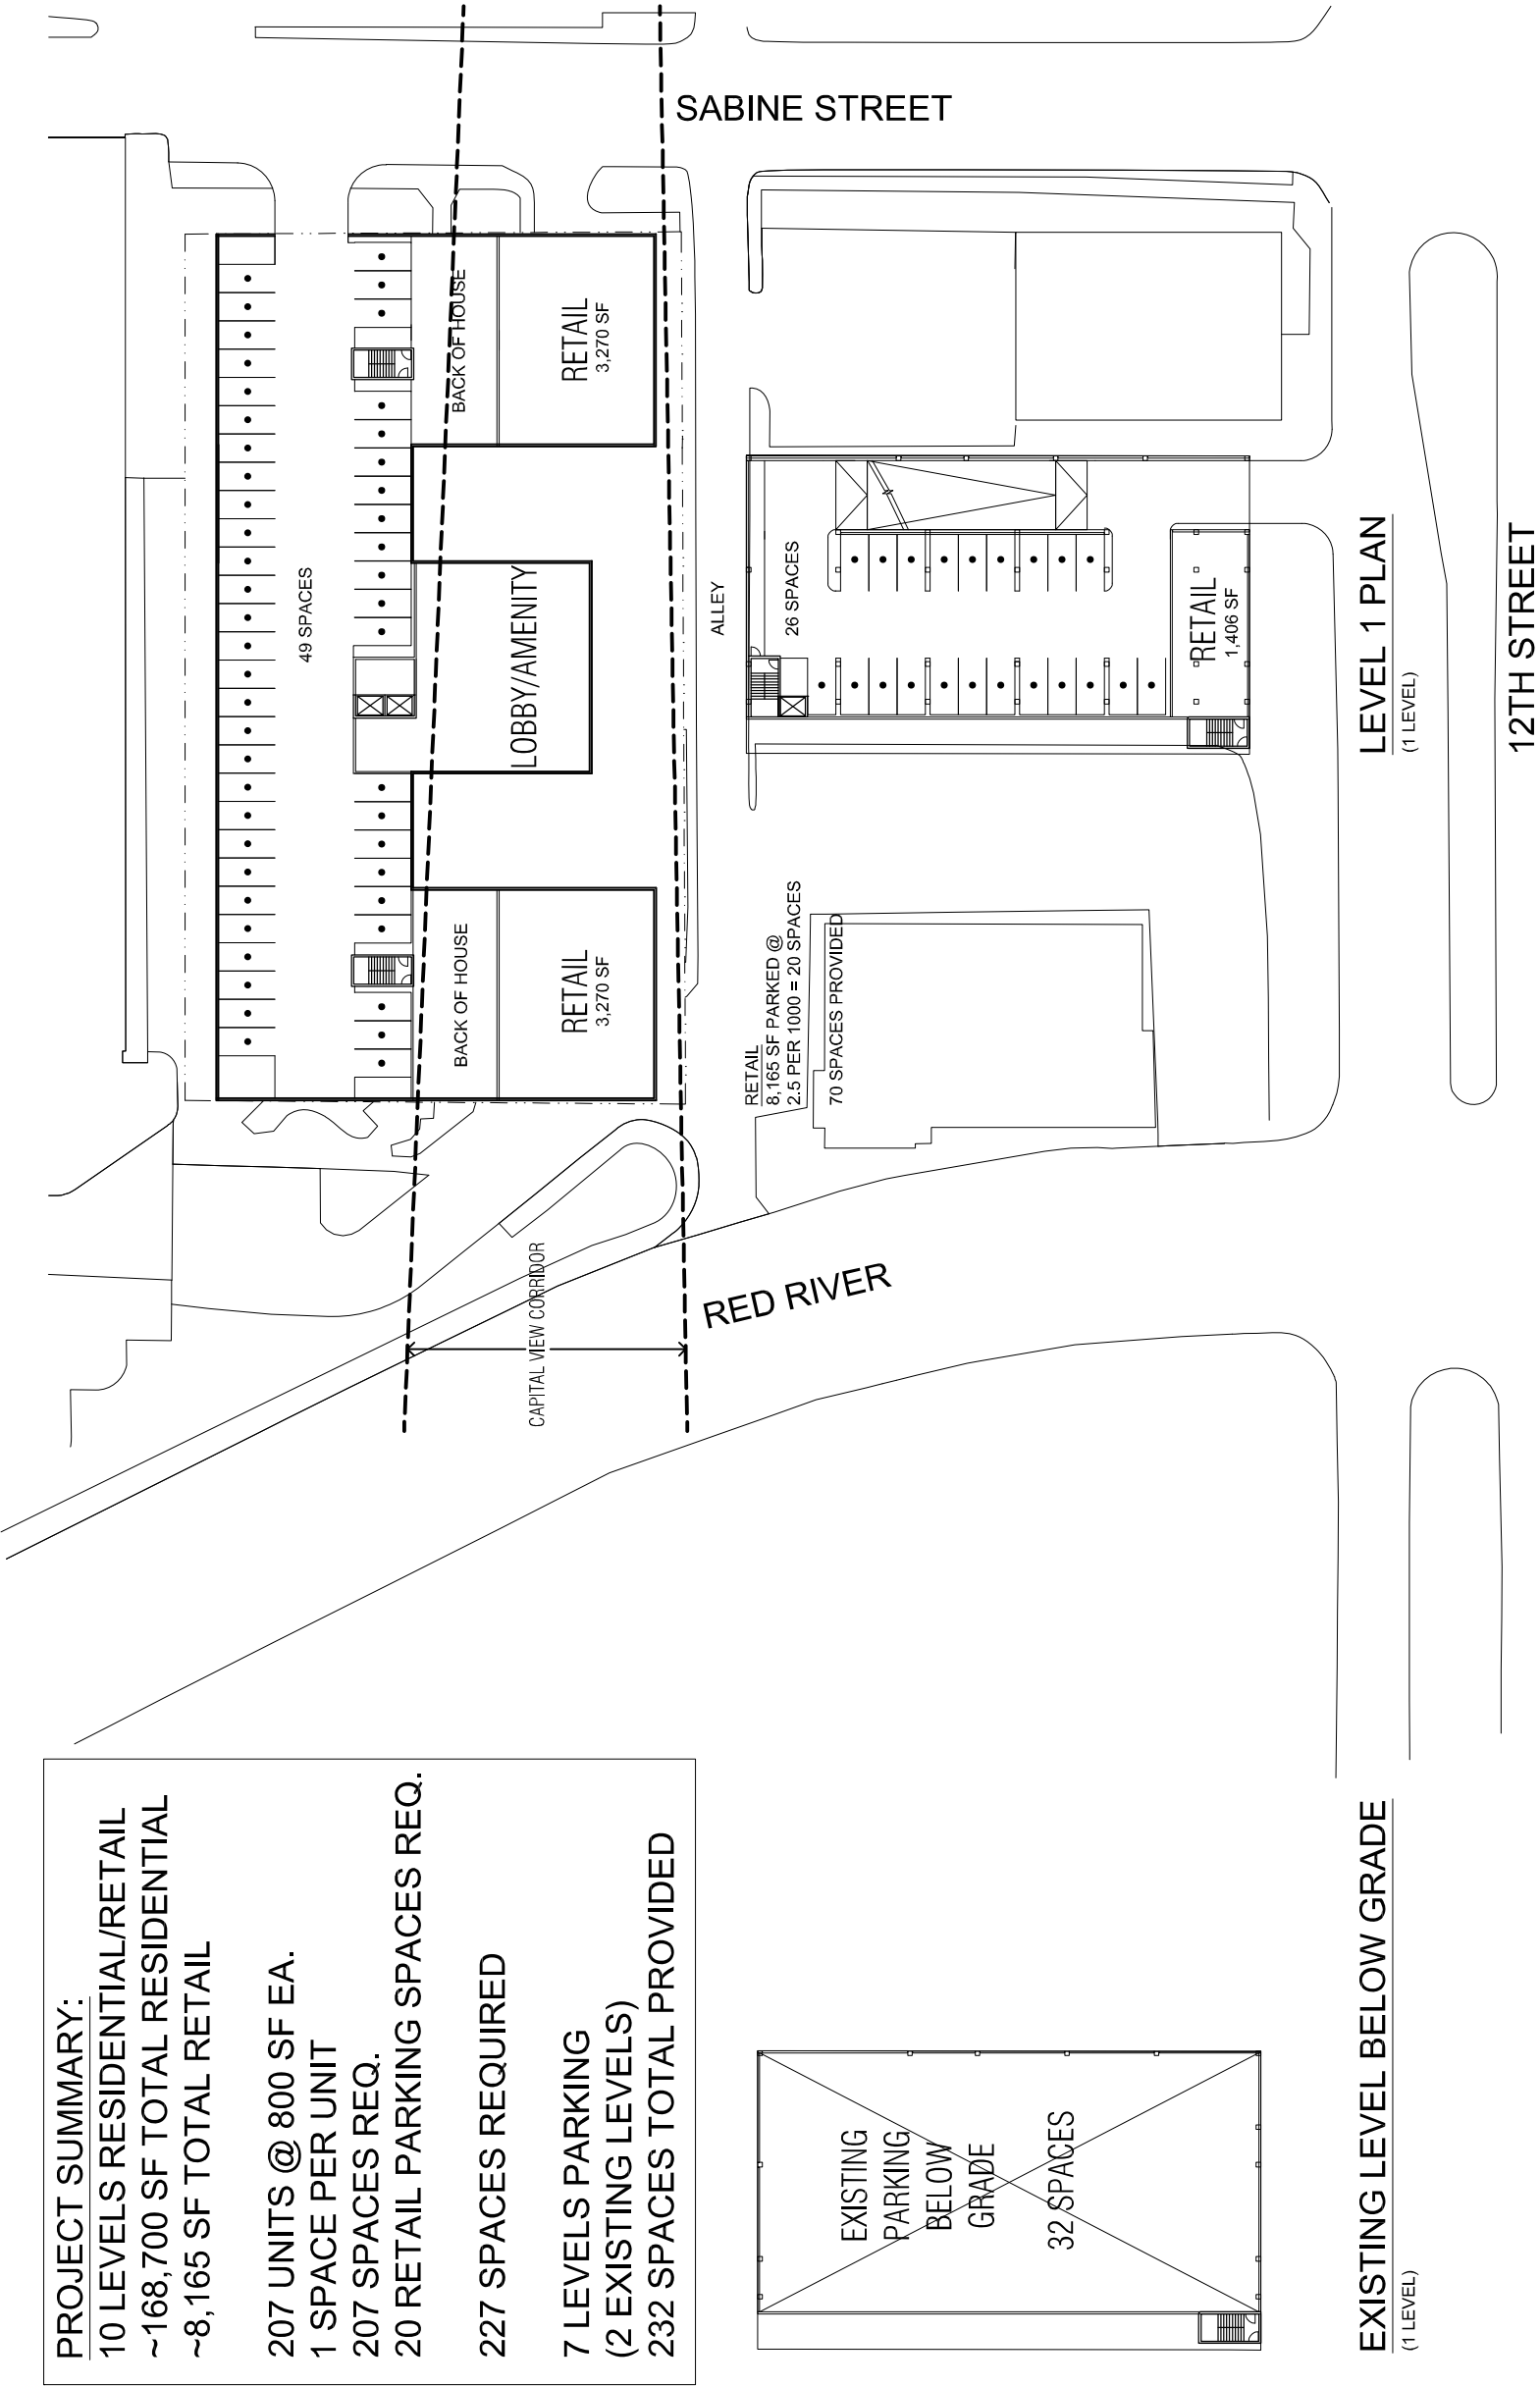 PROJECT SUMMARY:
10 LEVELS RESIDENTIAL/RETAIL
~168,700 SF TOTAL RESIDENTIAL
~8,165 SF TOTAL RETAIL
207 UNITS @ 800 SF EA.
1 SPACE PER UNIT
207 SPACES REQ.
20 RETAIL PARKING SPACES REQ.
227 SPACES REQUIRED
7 LEVELS PARKING
(2 EXISTING LEVELS)
232 SPACES TOTAL PROVIDED
EXISTING
PARKING
BELOW
GRADE
32 SPACES
EXISTING LEVEL BELOW GRADE
(1 LEVEL)
CAPITAL VIEW CORRIDOR
RED RIVER
49 SPACES
BACK OF HOUSE
RETAIL
3,270 SF
LOBBY/AMENITY
BACK OF HOUSE
RETAIL
3,270 SF
SABINE STREET
ALLEY
RETAIL
8,165 SF PARKED @
2.5 PER 1000 = 20 SPACES
70 SPACES PROVIDED
26 SPACES
RETAIL
1,406 SF
LEVEL 1 PLAN
(1 LEVEL)
12TH STREET